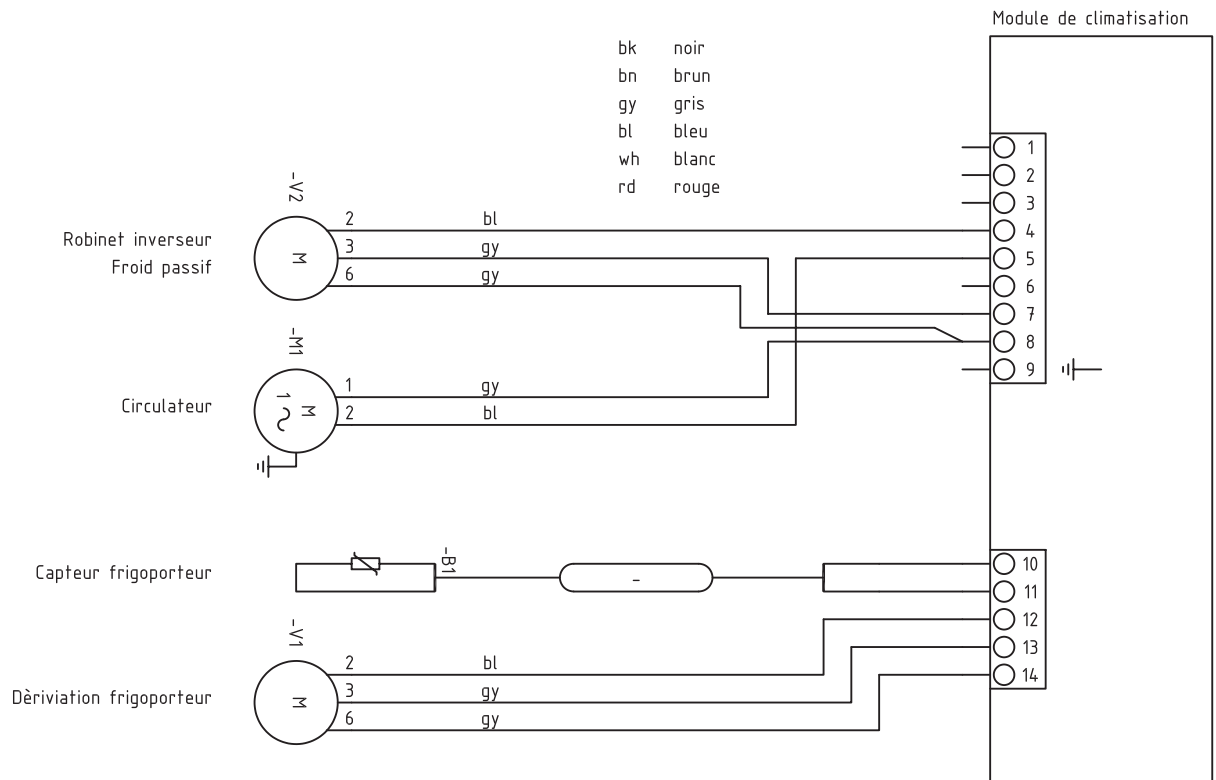 Module de climatisation
bk noir
bn brun
gy gris
bl bleu
wh blanc
rd rouge
1
2
3
4
5
6
7
8
9
-V2
Robinet inverseur
Froid passif
M
2 bl
3 gy
6 gy
-M1
Circulateur
M
1
1 gy
2 bl
Capteur frigoporteur
-B1
-
10
11
12
13
14
-V1
Dèriviation frigoporteur
M
2 bl
3 gy
6 gy